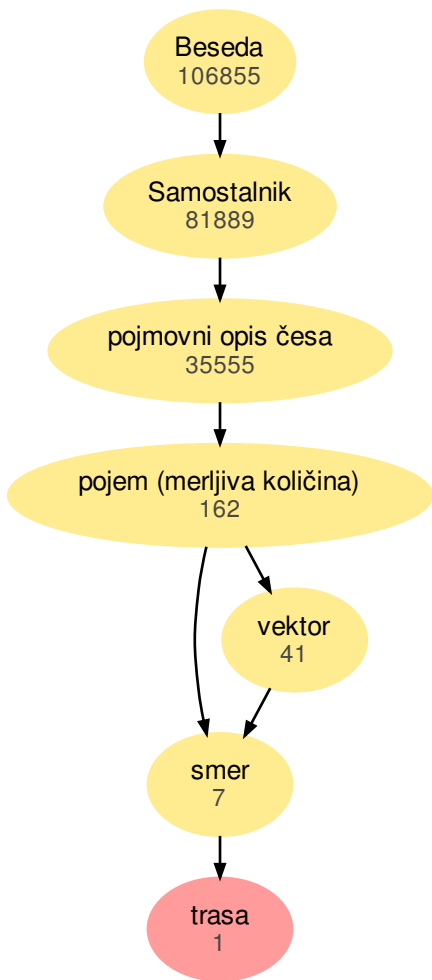 Beseda
106855
Samostalnik
81889
pojmovni opis česa
35555
pojem (merljiva količina)
162
vektor
41
smer
7
trasa
1